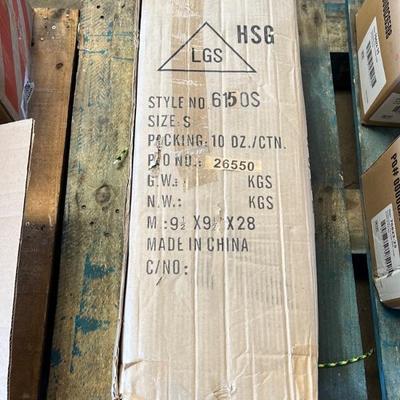 HSG
LGS
STYLE NO. 6150S
SIZE: S
PACKING: 10 DZ./CTN.
P/O NO.: 26550
G.W.: KGS
N.W.: KGS
M: 9½ X9½ X28
MADE IN CHINA
C/NO: